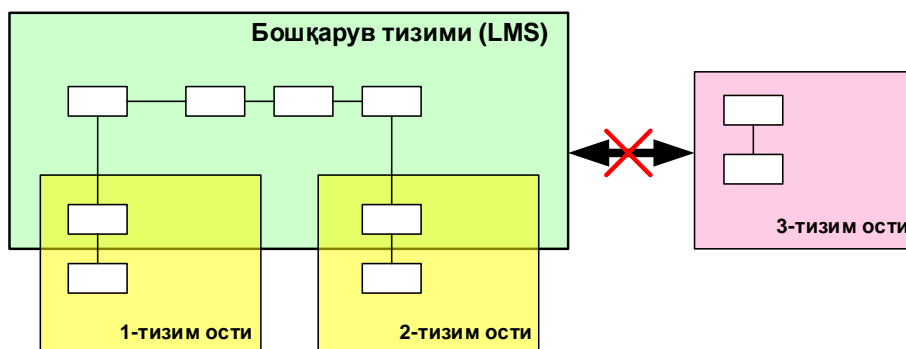 Бошқарув тизими (LMS)
3-тизим ости
1-тизим ости
2-тизим ости